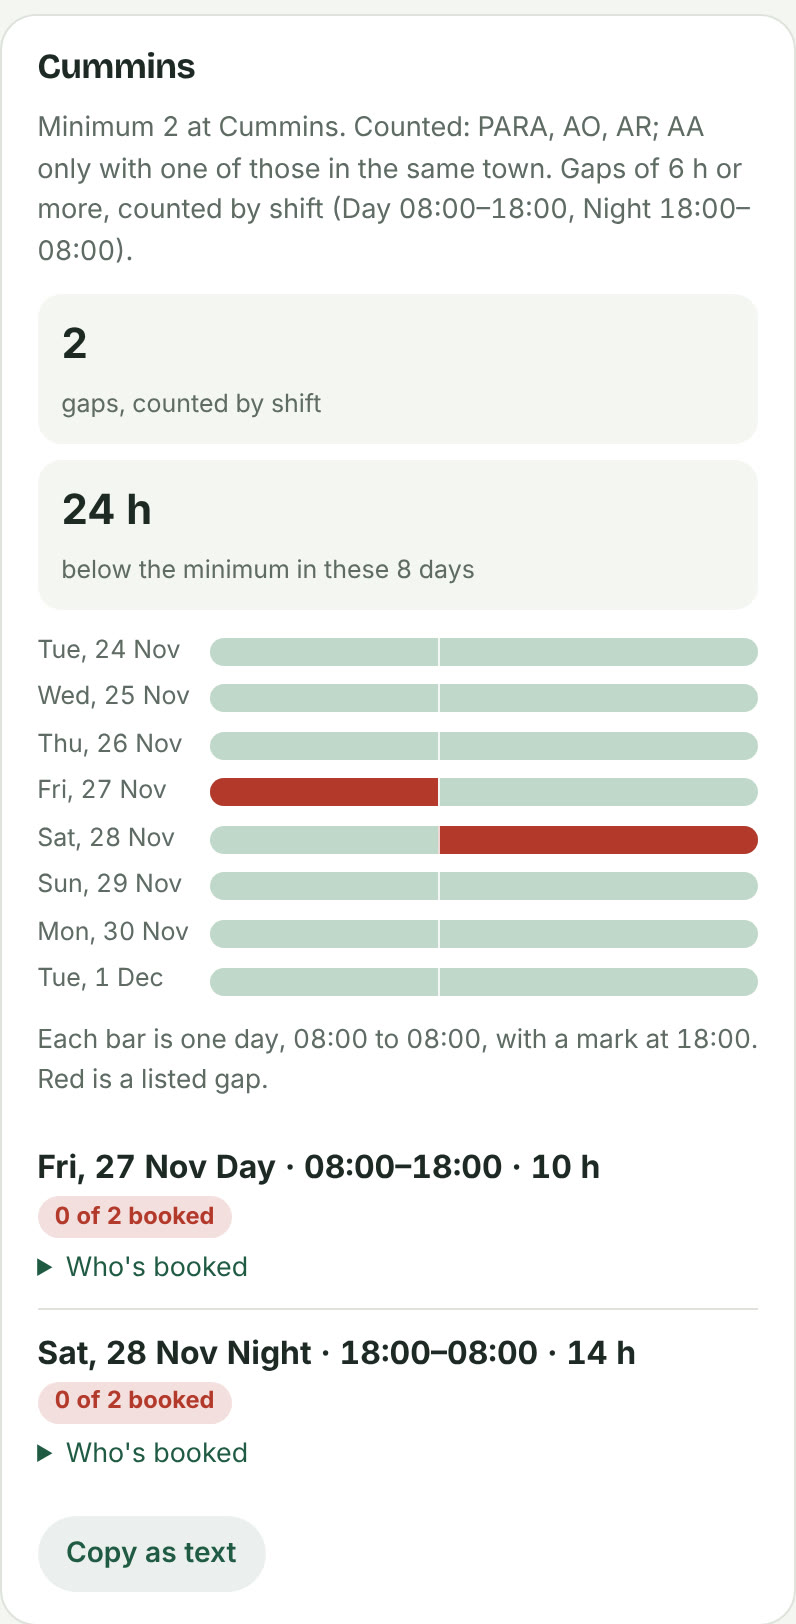 Cummins
Minimum 2 at Cummins. Counted: PARA, AO, AR; AA
only with one of those in the same town. Gaps of 6 h or
more, counted by shift (Day 08:00–18:00, Night 18:00–
08:00).
2
gaps, counted by shift
24 h
below the minimum in these 8 days
Tue, 24 Nov
Wed, 25 Nov
Thu, 26 Nov
Fri, 27 Nov
Sat, 28 Nov
Sun, 29 Nov
Mon, 30 Nov
Tue, 1 Dec
Each bar is one day, 08:00 to 08:00, with a mark at 18:00.
Red is a listed gap.
Fri, 27 Nov Day · 08:00–18:00 · 10 h
0 of 2 booked
Who's booked
Sat, 28 Nov Night · 18:00–08:00 · 14 h
0 of 2 booked
Who's booked
Copy as text